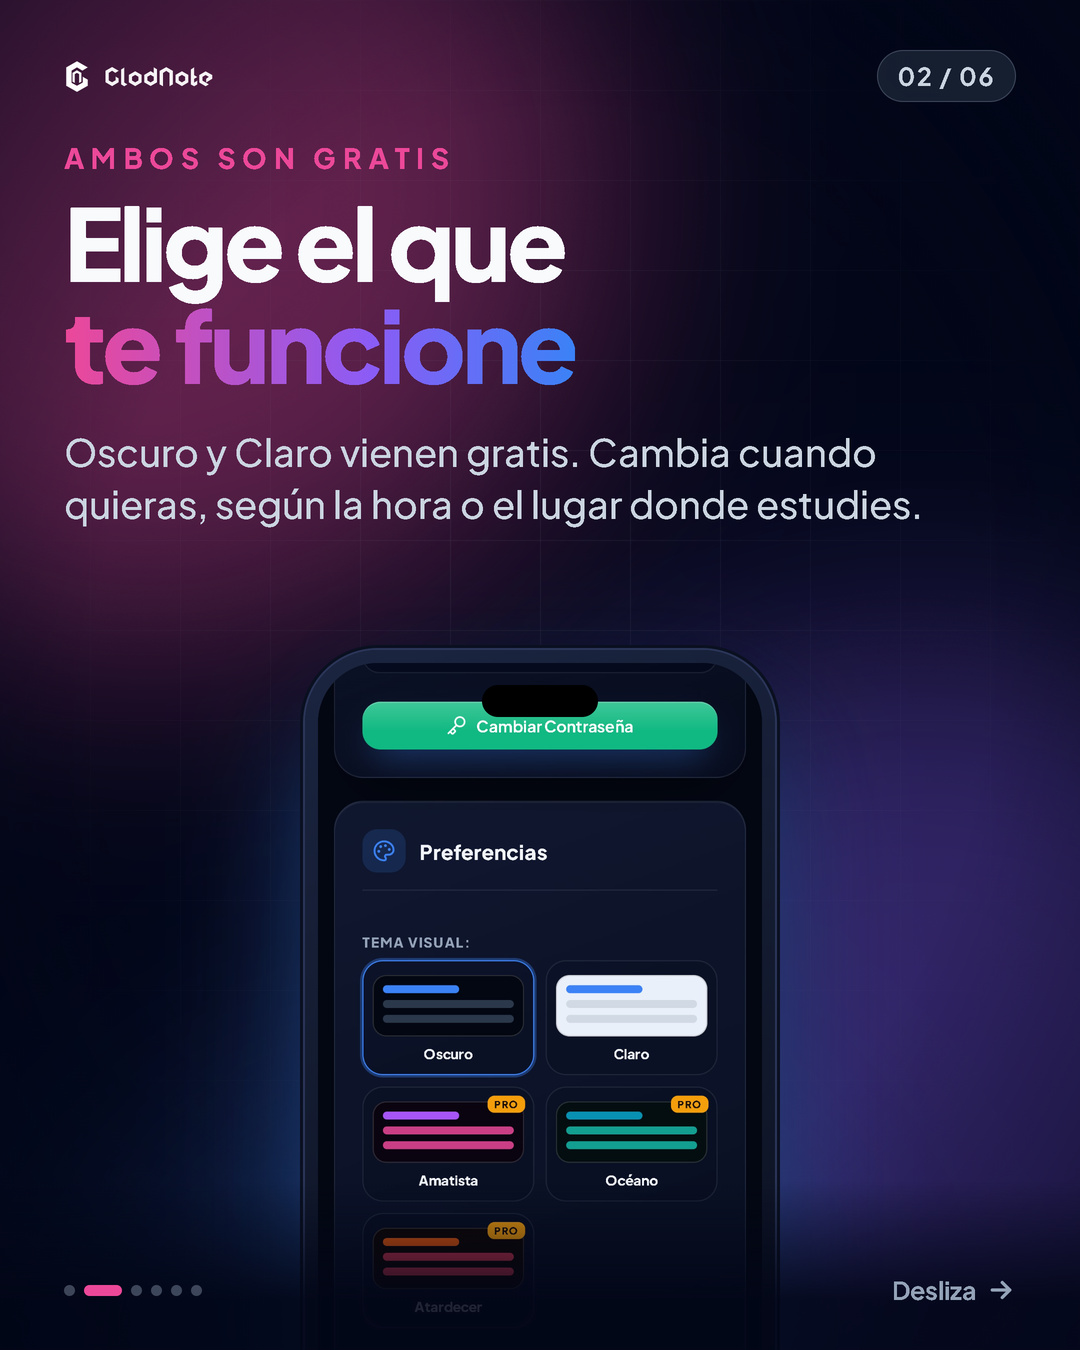 ClodNote
02 / 06
AMBOS SON GRATIS
Elige el que
te funcione
Oscuro y Claro vienen gratis. Cambia cuando
quieras, según la hora o el lugar donde estudies.
Cambiar Contraseña
Preferencias
TEMA VISUAL:
Oscuro
Claro
PRO
PRO
Amatista
Océano
PRO
Atardecer
Desliza →